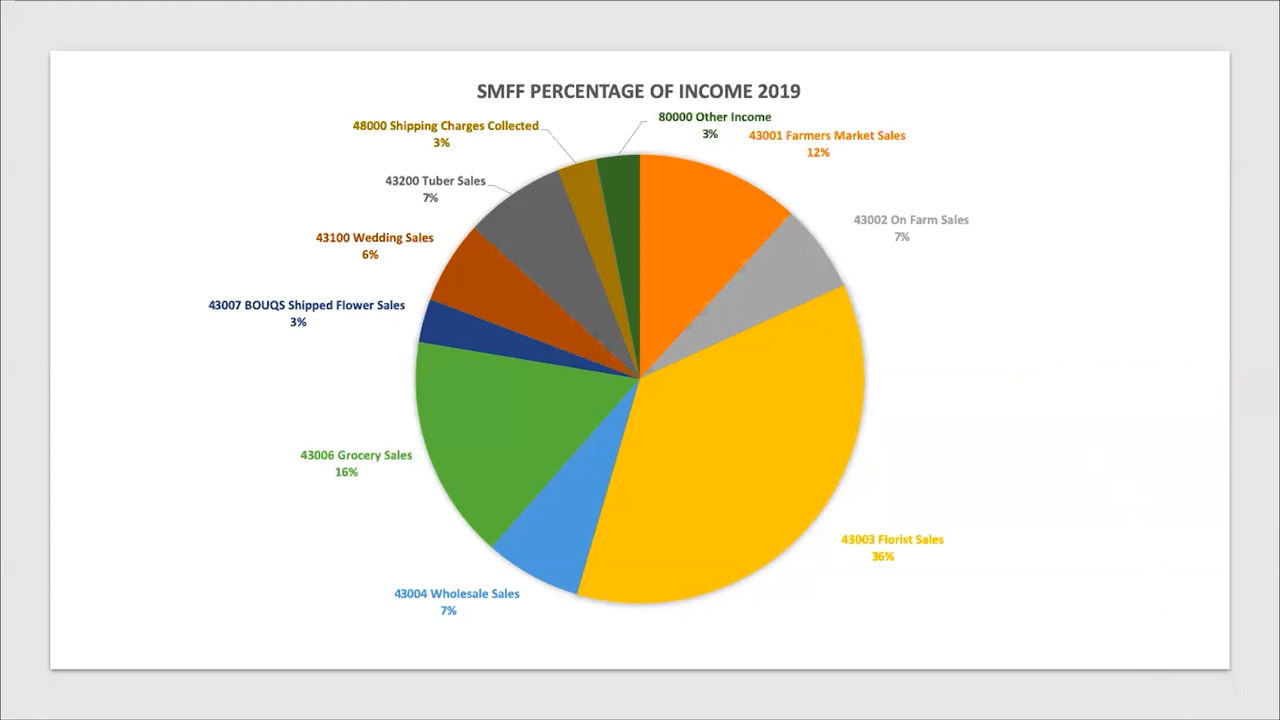 SMFF PERCENTAGE OF INCOME 2019
80000 Other Income
3%
43001 Farmers Market Sales
12%
48000 Shipping Charges Collected
3%
43200 Tuber Sales
7%
43002 On Farm Sales
7%
43100 Wedding Sales
6%
43007 BOUQS Shipped Flower Sales
3%
43006 Grocery Sales
16%
43003 Florist Sales
36%
43004 Wholesale Sales
7%